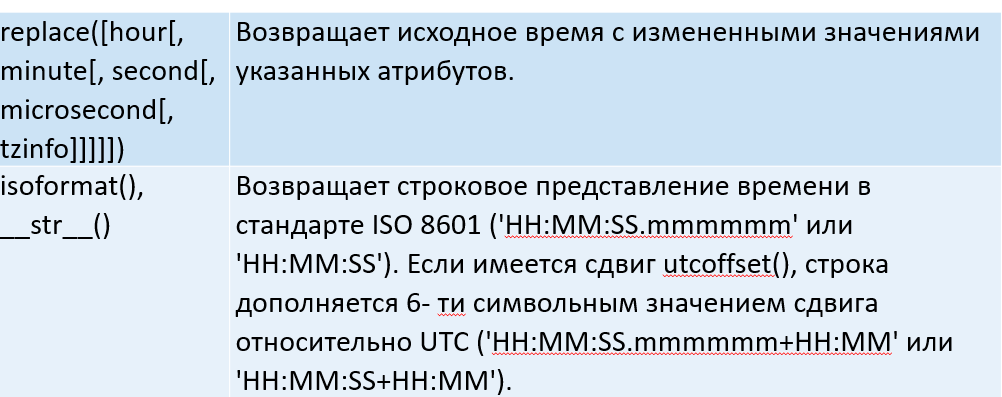 replace([hour[,
minute[, second[,
microsecond[,
tzinfo]]]]])
Возвращает исходное время с измененными значениями
указанных атрибутов.
isoformat(),
__str__()
Возвращает строковое представление времени в
стандарте ISO 8601 ('HH:MM:SS.mmmmmm' или
'HH:MM:SS'). Если имеется сдвиг utcoffset(), строка
дополняется 6- ти символьным значением сдвига
относительно UTC ('HH:MM:SS.mmmmmm+HH:MM' или
'HH:MM:SS+HH:MM').